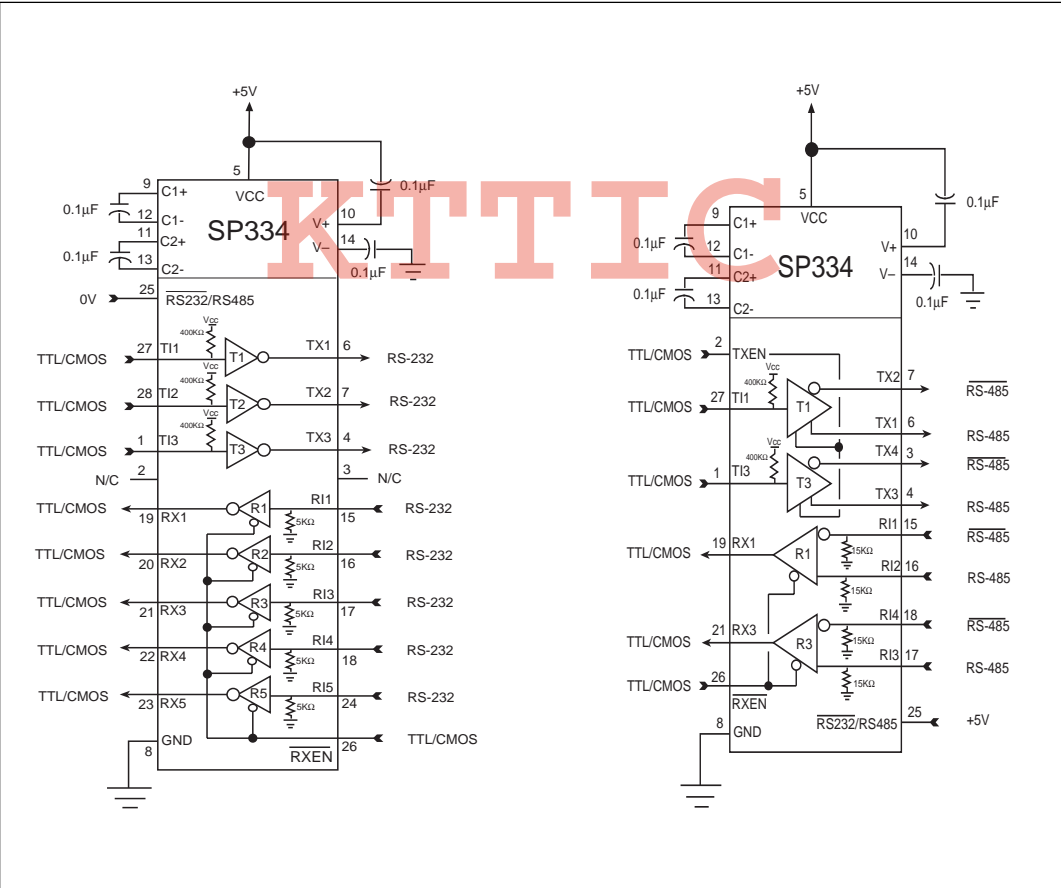 KTTIC
+5V
5
VCC
9 C1+
0.1µF
12 C1-
11 C2+
0.1µF
13 C2-
SP334
0.1µF
10
V+
14
V–
0.1µF
25
0V
RS232/RS485
Vcc
400KΩ
TTL/CMOS 27 TI1 T1 TX1 6 RS-232
Vcc
400KΩ
TTL/CMOS 28 TI2 T2 TX2 7 RS-232
Vcc
400KΩ
TTL/CMOS 1 TI3 T3 TX3 4 RS-232
N/C 2
3 N/C
TTL/CMOS 19 RX1 R1 5KΩ RI1 15 RS-232
TTL/CMOS 20 RX2 R2 5KΩ RI2 16 RS-232
TTL/CMOS 21 RX3 R3 5KΩ RI3 17 RS-232
TTL/CMOS 22 RX4 R4 5KΩ RI4 18 RS-232
TTL/CMOS 23 RX5 R5 5KΩ RI5 24 RS-232
GND
8
RXEN 26 TTL/CMOS
+5V
5
VCC
9 C1+
0.1µF
12 C1-
11 C2+
0.1µF
13 C2-
SP334
0.1µF
10
V+
14
V–
0.1µF
TTL/CMOS 2 TXEN
Vcc
400KΩ
TTL/CMOS 27 TI1 T1
TX2 7 RS-485
TX1 6 RS-485
Vcc
400KΩ
TTL/CMOS 1 TI3 T3
TX4 3 RS-485
TX3 4 RS-485
TTL/CMOS 19 RX1 R1
RI1 15 RS-485
15KΩ
RI2 16 RS-485
15KΩ
TTL/CMOS 21 RX3 R3
RI4 18 RS-485
15KΩ
RI3 17 RS-485
15KΩ
TTL/CMOS 26 RXEN
8 GND
RS232/RS485 25 +5V